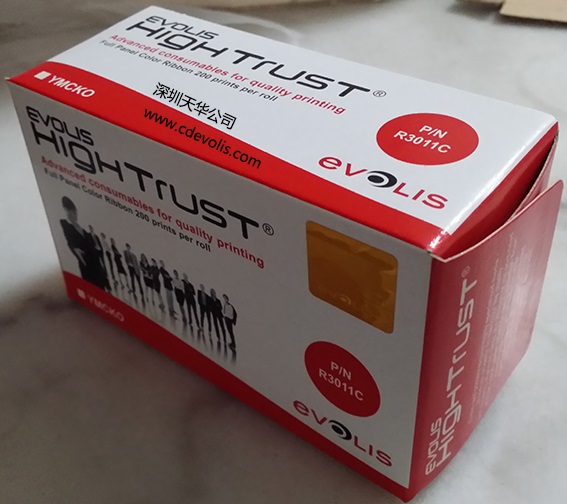 EVOLIS
HIGH TRUST®
Advanced consumables for quality printing
Full Panel Color Ribbon 200 prints per roll
YMCKO
深圳天华公司
www.cdevolis.com
P/N
R3011C
evolis
EVOLIS
HIGH TRUST®
Advanced consumables for quality printing
Full Panel Color Ribbon 200 prints per roll
YMCKO
P/N
R3011C
evolis
EVOLIS
HIGH TRUST®